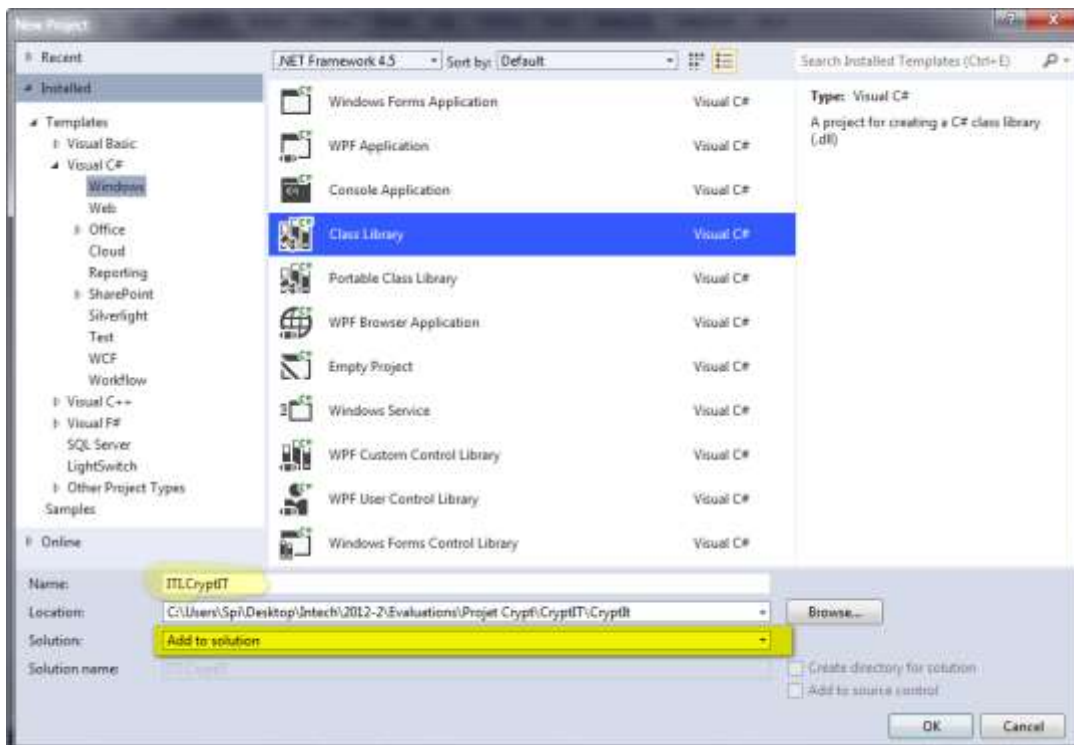 New Project
Recent
.NET Framework 4.5
Sort by: Default
Search Installed Templates (Ctrl+E)
Installed
Templates
Visual Basic
Visual C#
Windows
Web
Office
Cloud
Reporting
SharePoint
Silverlight
Test
WCF
Workflow
Visual C++
Visual F#
SQL Server
LightSwitch
Other Project Types
Samples
Online
Windows Forms Application Visual C#
WPF Application Visual C#
Console Application Visual C#
Class Library Visual C#
Portable Class Library Visual C#
WPF Browser Application Visual C#
Empty Project Visual C#
Windows Service Visual C#
WPF Custom Control Library Visual C#
WPF User Control Library Visual C#
Windows Forms Control Library Visual C#
Type: Visual C#
A project for creating a C# class library
(.dll)
Name: ITI.CryptIT
Location: C:\Users\Spi\Desktop\Intech\2012-2\Evaluations\Projet Crypt\CryptIT\CryptIt
Browse...
Solution: Add to solution
Solution name: ITI.CryptIT
Create directory for solution
Add to source control
OK Cancel